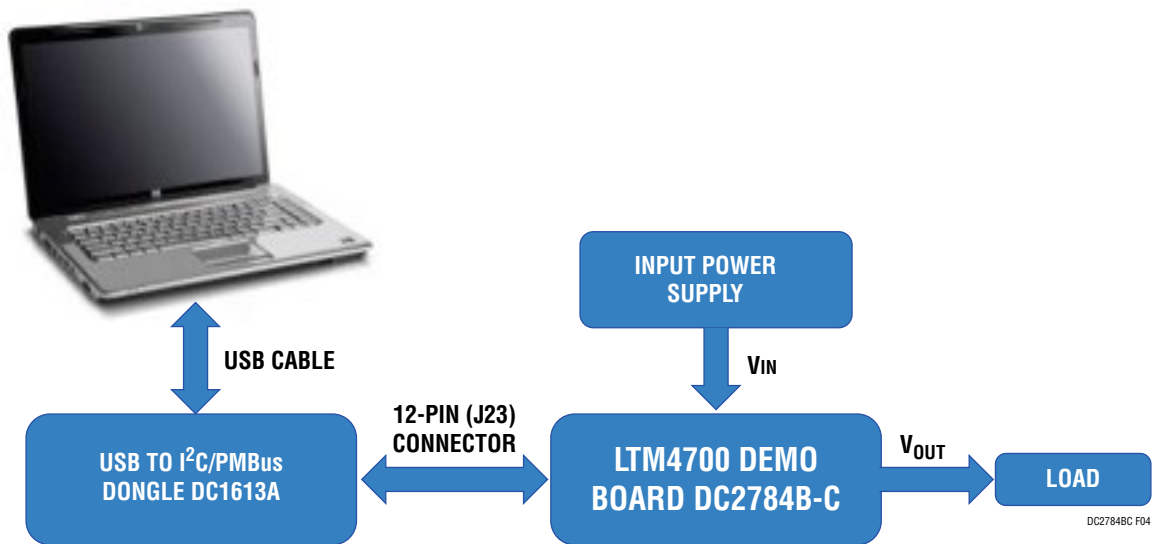 INPUT POWER
SUPPLY
USB CABLE
VIN
12-PIN (J23)
CONNECTOR
USB TO I²C/PMBus
DONGLE DC1613A
LTM4700 DEMO
BOARD DC2784B-C
VOUT
LOAD
DC2784BC F04